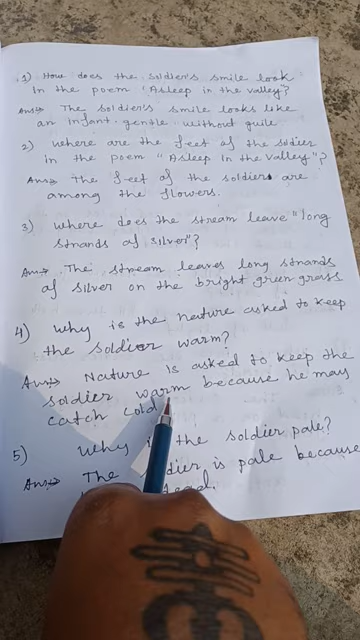 1) How does the soldier's smile look
in the poem "Asleep in the valley"?
Ans→ The soldier's smile looks like
an infant-gentle without guile
2) Where are the feet of the soldier
in the poem "Asleep In the valley"?
Ans→ The feet of the soldier are
among the flowers.
3) Where does the stream leave "long
strands of silver"?
Ans→ The stream leaves long strands
of silver on the bright green grass
4) Why is the nature asked to keep
the soldier warm?
Ans→ Nature is asked to keep the
soldier warm because he may
catch cold
5) Why the soldier pale?
Ans→ The is pale because